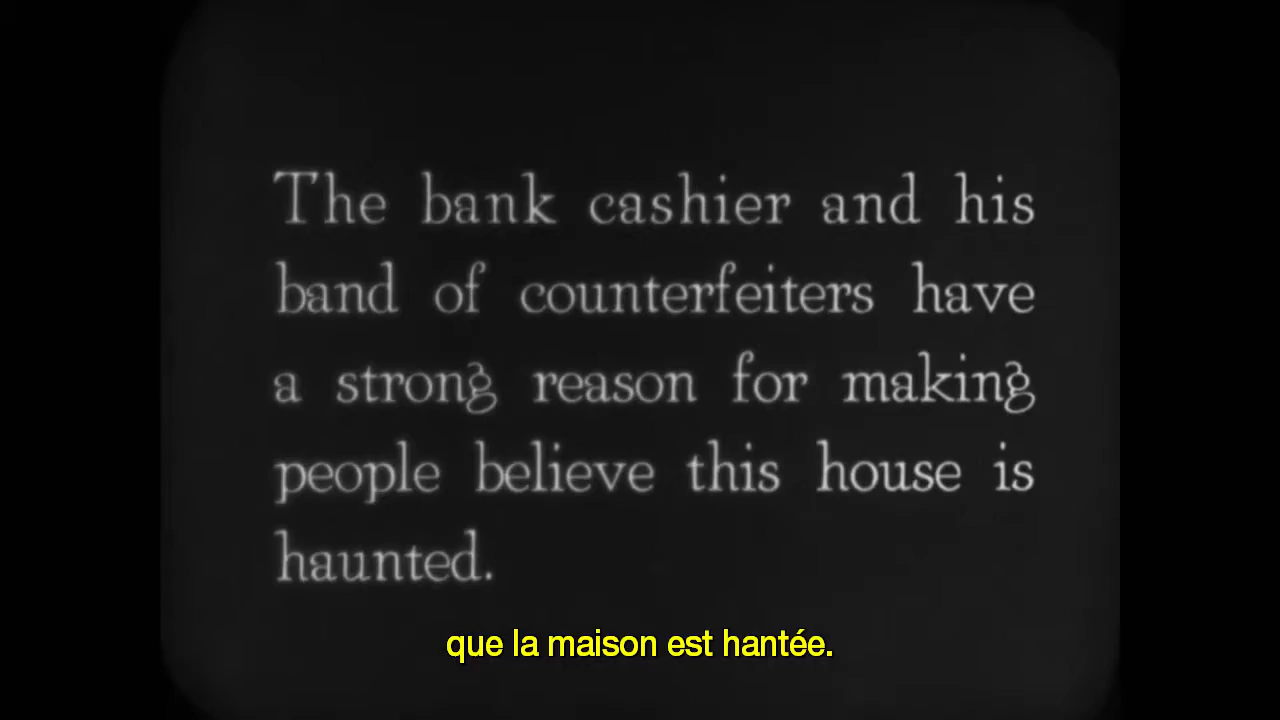 The bank cashier and his
band of counterfeiters have
a strong reason for making
people believe this house is
haunted.
que la maison est hantée.